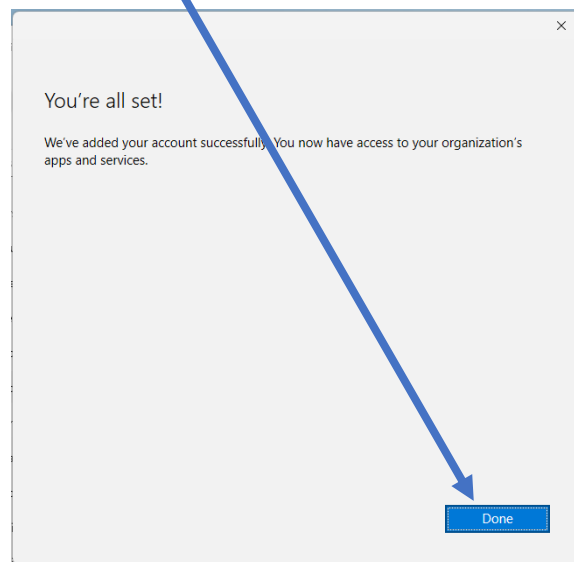 You're all set!
We've added your account successfully. You now have access to your organization's
apps and services.
Done